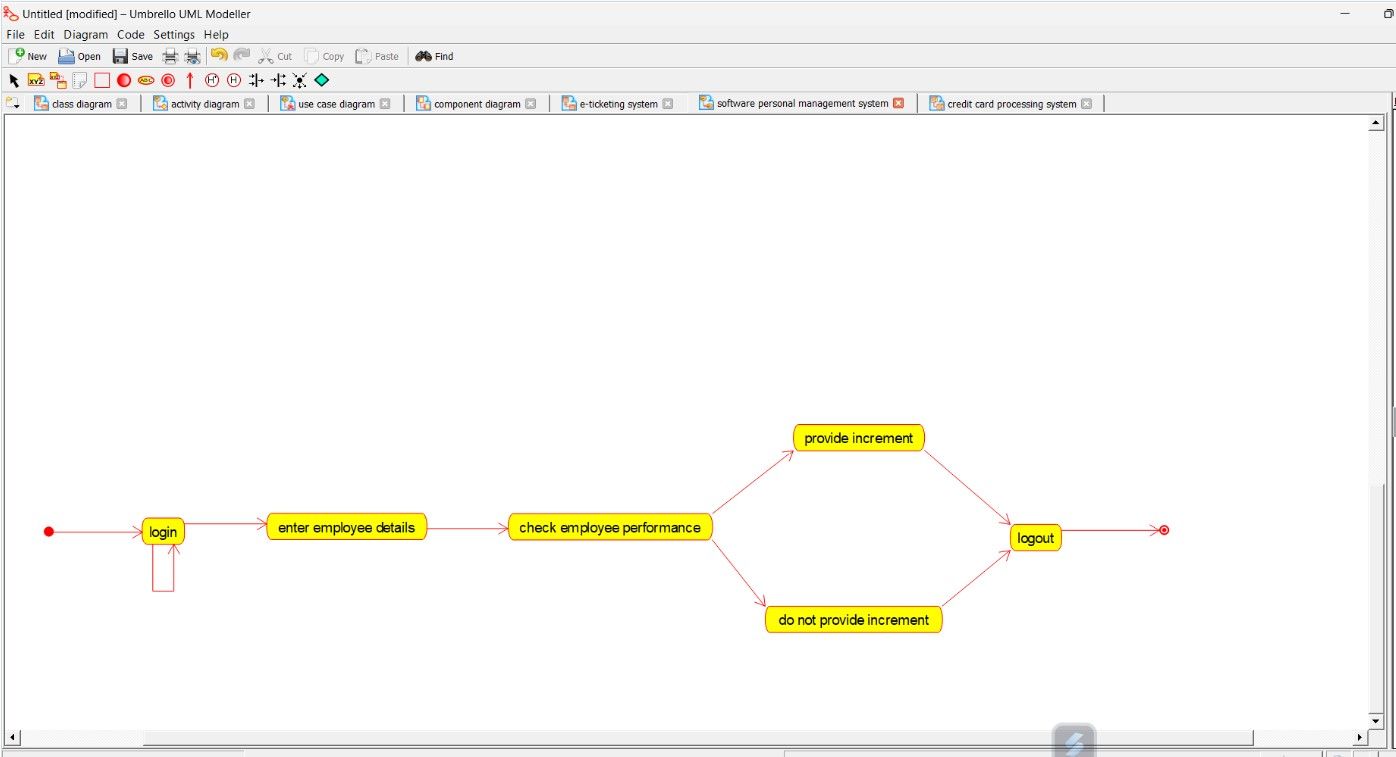 Untitled [modified] – Umbrello UML Modeller
File Edit Diagram Code Settings Help
New Open Save Cut Copy Paste Find
XYZ ABC H* H
class diagram activity diagram use case diagram component diagram e-ticketing system software personal management system credit card processing system
provide increment
login enter employee details check employee performance
logout
do not provide increment